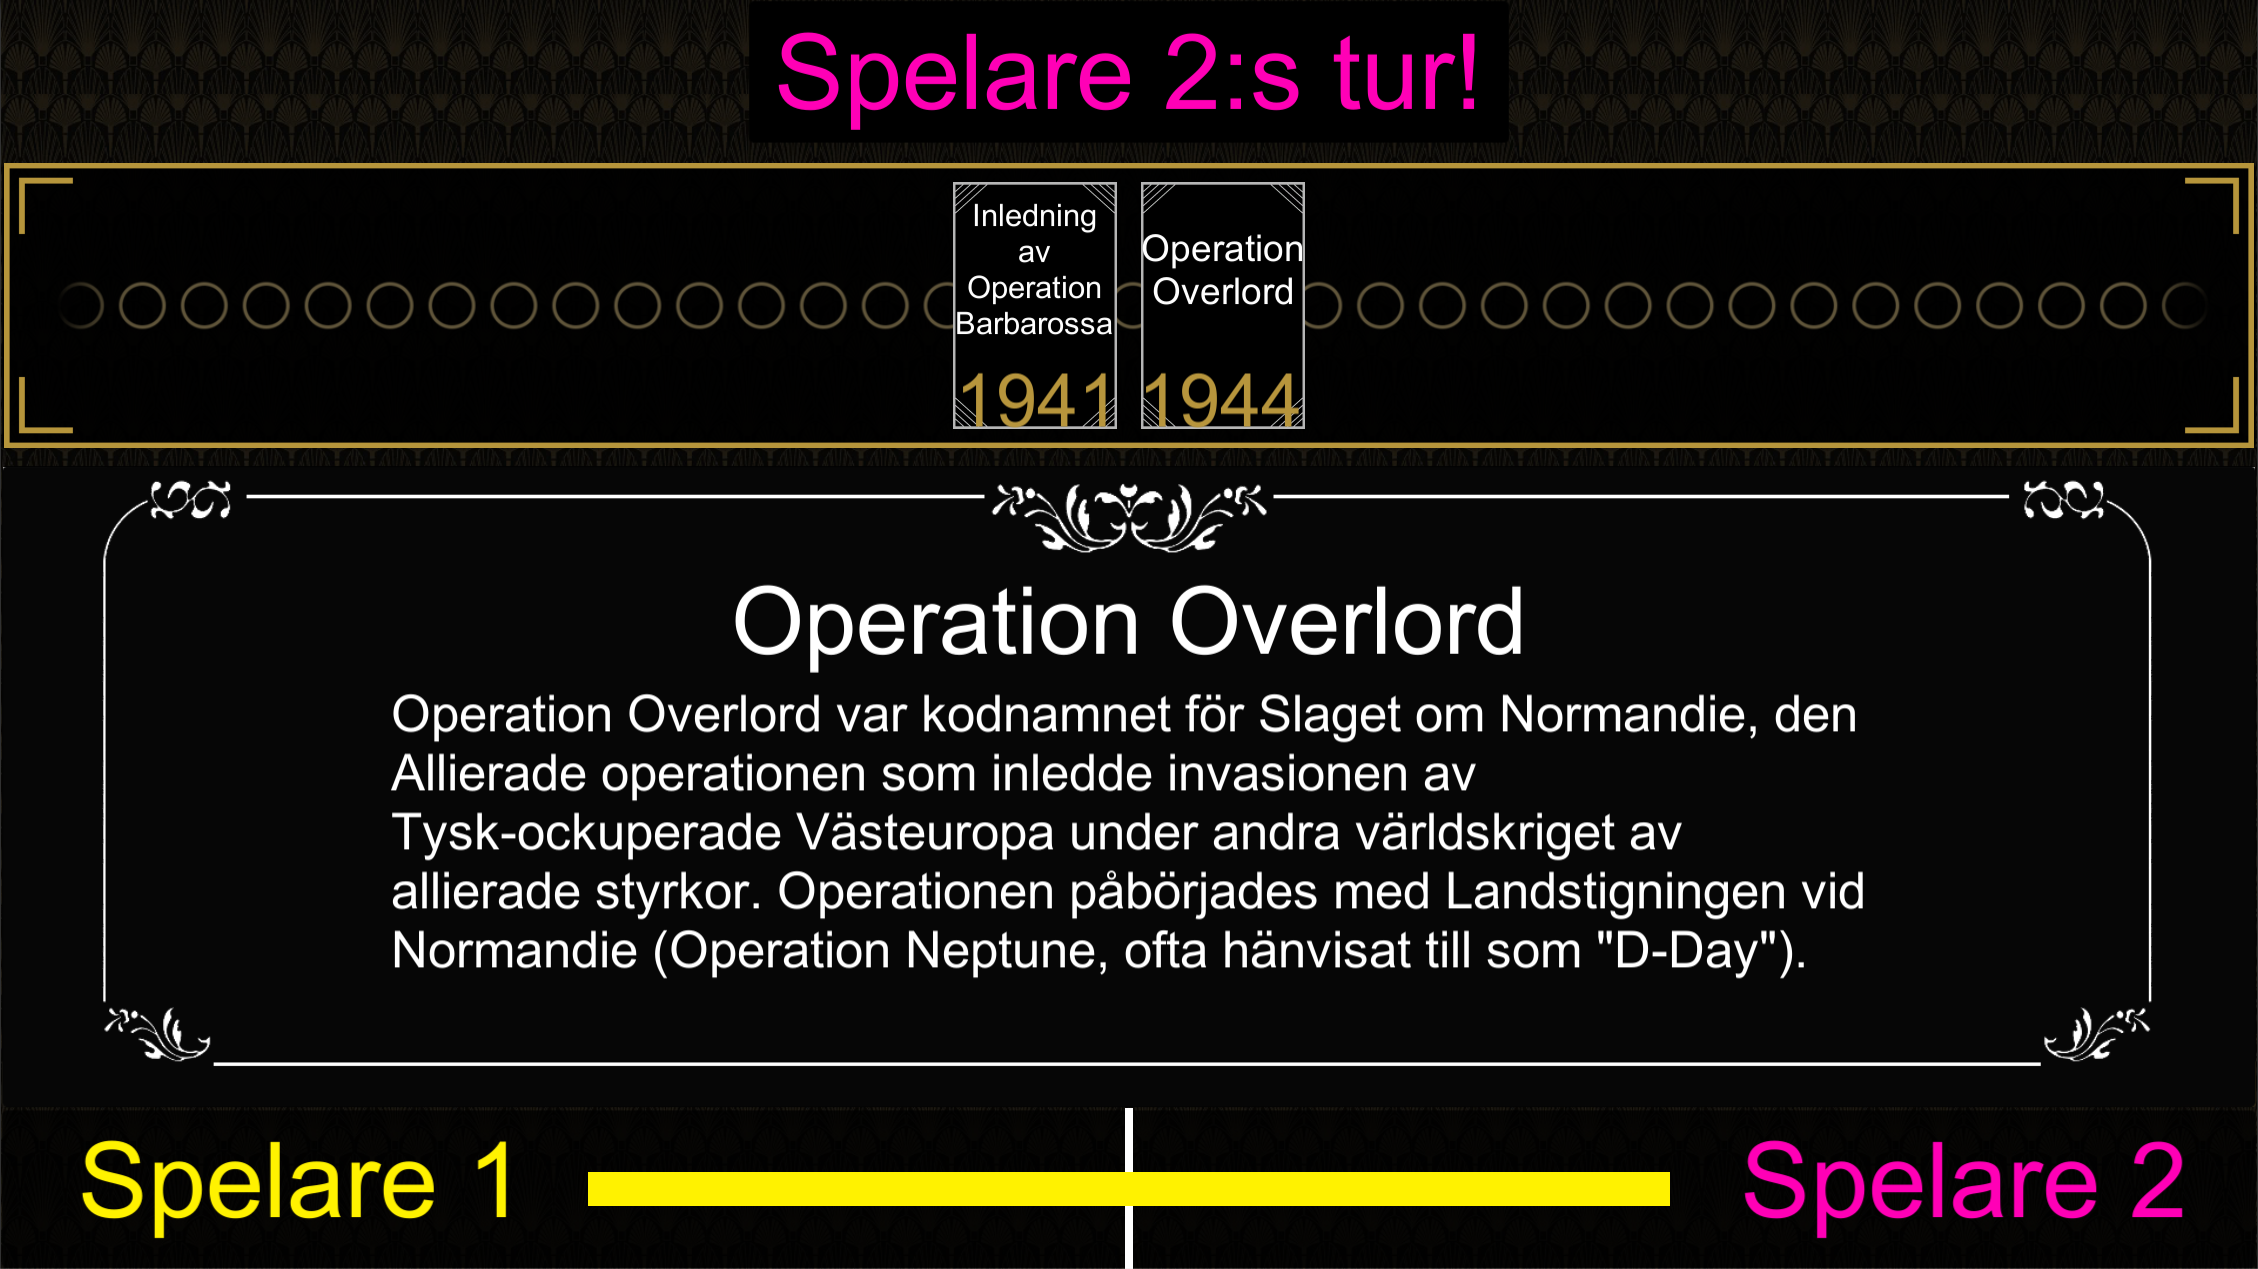 Spelare 2:s tur!
Inledning
av
Operation
Barbarossa
1941
Operation
Overlord
1944
Operation Overlord
Operation Overlord var kodnamnet för Slaget om Normandie, den
Allierade operationen som inledde invasionen av
Tysk-ockuperade Västeuropa under andra världskriget av
allierade styrkor. Operationen påbörjades med Landstigningen vid
Normandie (Operation Neptune, ofta hänvisat till som "D-Day").
Spelare 1
Spelare 2